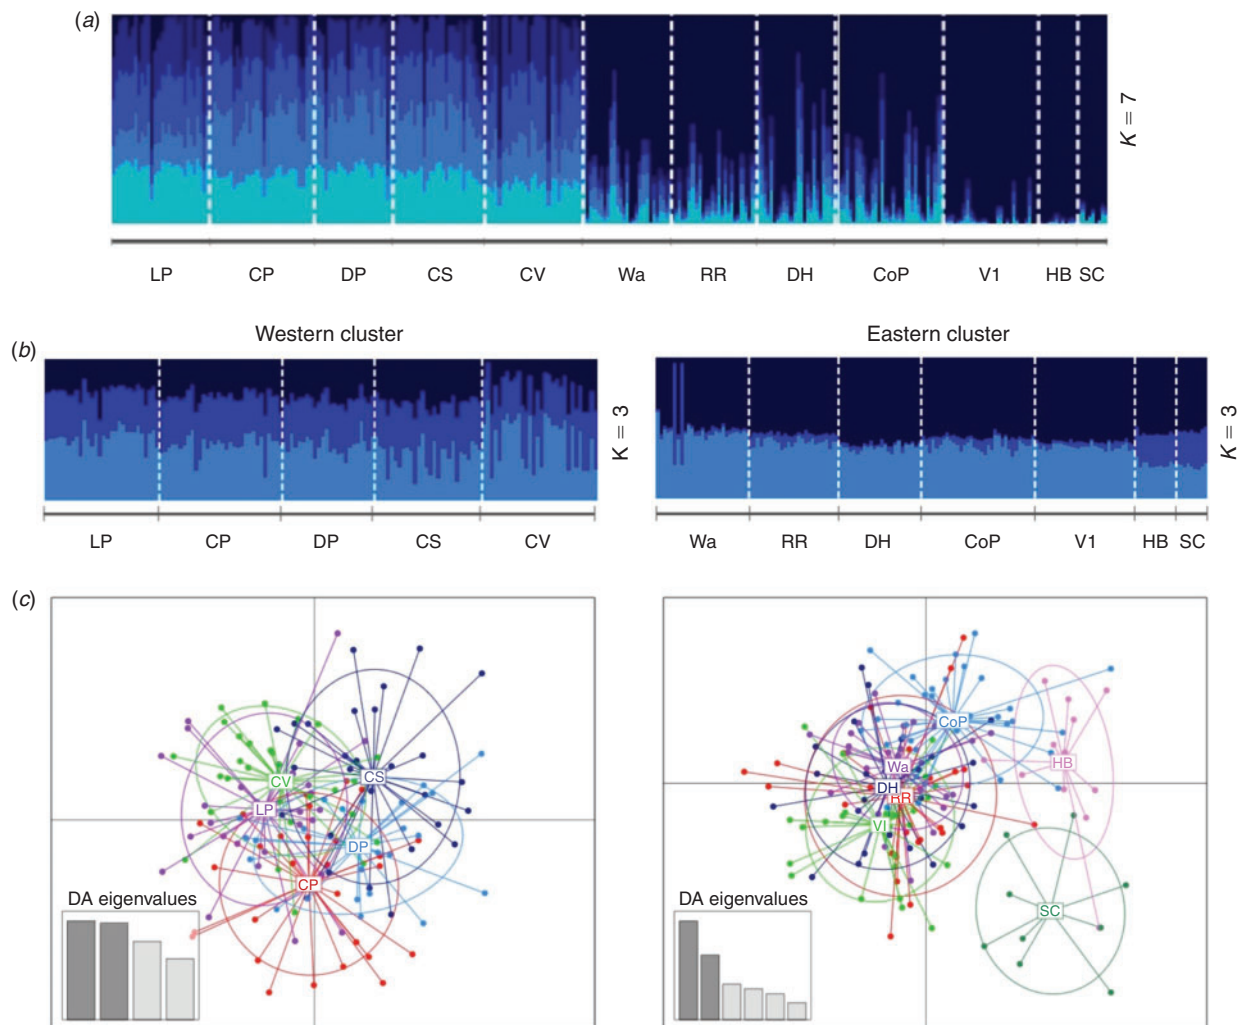 (a)
K = 7
LP CP DP CS CV Wa RR DH CoP V1 HB SC
Western cluster Eastern cluster
(b)
K = 3 K = 3
LP CP DP CS CV Wa RR DH CoP V1 HB SC
(c)
CoP
HB
Wa
CS
CV
DH
RR
LP
VI
DP
CP
SC
DA eigenvalues DA eigenvalues